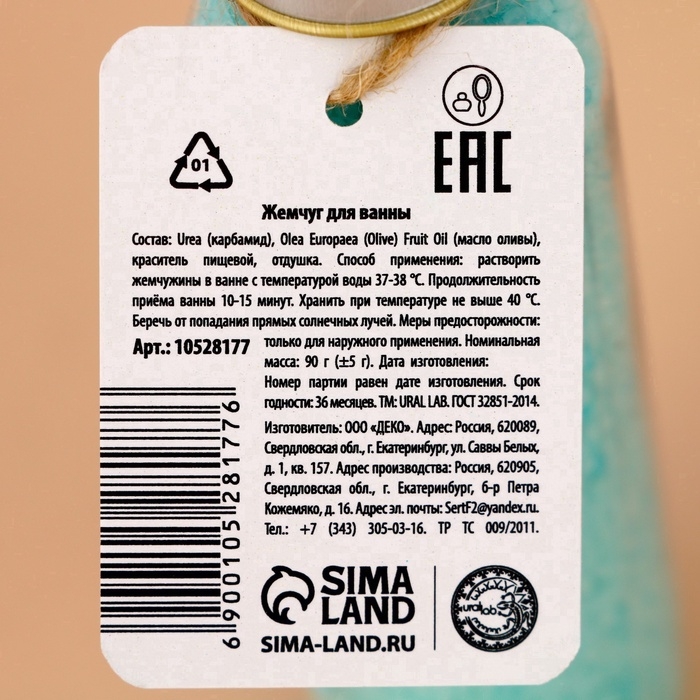 01
EAC
Жемчуг для ванны
Состав: Urea (карбамид), Olea Europaea (Olive) Fruit Oil (масло оливы),
краситель пищевой, отдушка. Способ применения: растворить
жемчужины в ванне с температурой воды 37-38 °С. Продолжительность
приёма ванны 10-15 минут. Хранить при температуре не выше 40 °С.
Беречь от попадания прямых солнечных лучей. Меры предосторожности:
только для наружного применения. Номинальная
Арт.: 10528177
масса: 90 г (±5 г). Дата изготовления:
Номер партии равен дате изготовления. Срок
годности: 36 месяцев. ТМ: URAL LAB. ГОСТ 32851-2014.
Изготовитель: ООО «ДЕКО». Адрес: Россия, 620089,
Свердловская обл., г. Екатеринбург, ул. Саввы Белых,
д. 1, кв. 157. Адрес производства: Россия, 620905,
Свердловская обл., г. Екатеринбург, б-р Петра
Кожемяко, д. 16. Адрес эл. почты: SertF2@yandex.ru.
Тел.: +7 (343) 305-03-16. ТР ТС 009/2011.
6 900105 281776
SIMA
LAND
SIMA-LAND.RU
ural lab